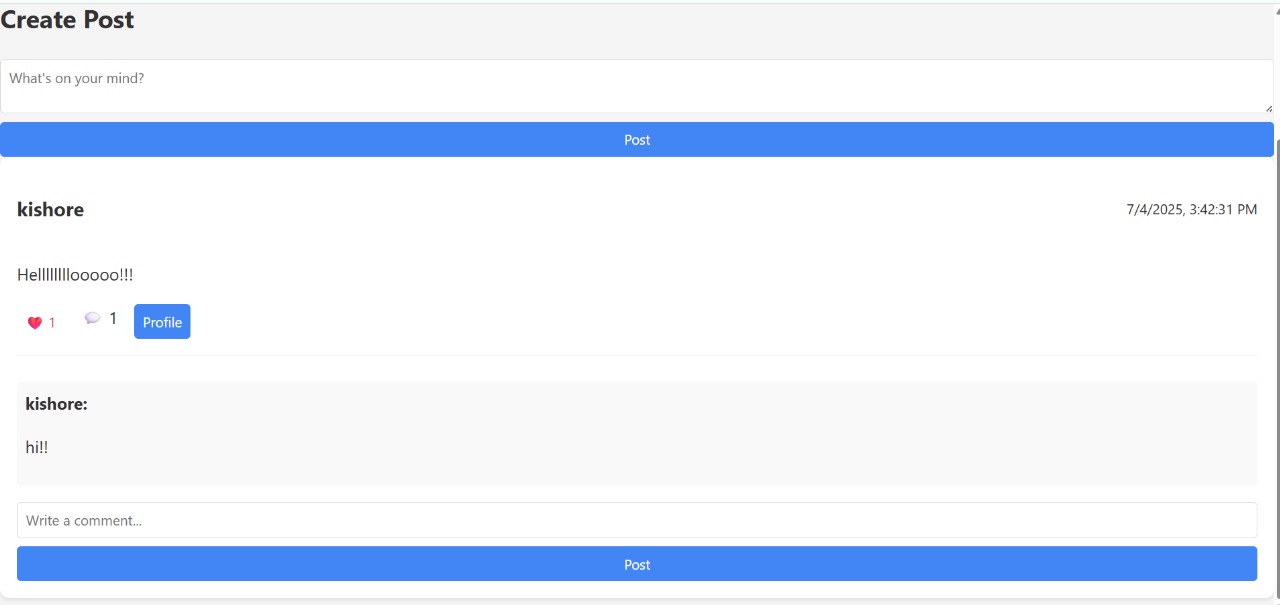 Create Post
What's on your mind?
Post
kishore 7/4/2025, 3:42:31 PM
Hellllllllooooo!!!
1 1 Profile
kishore:
hi!!
Write a comment...
Post